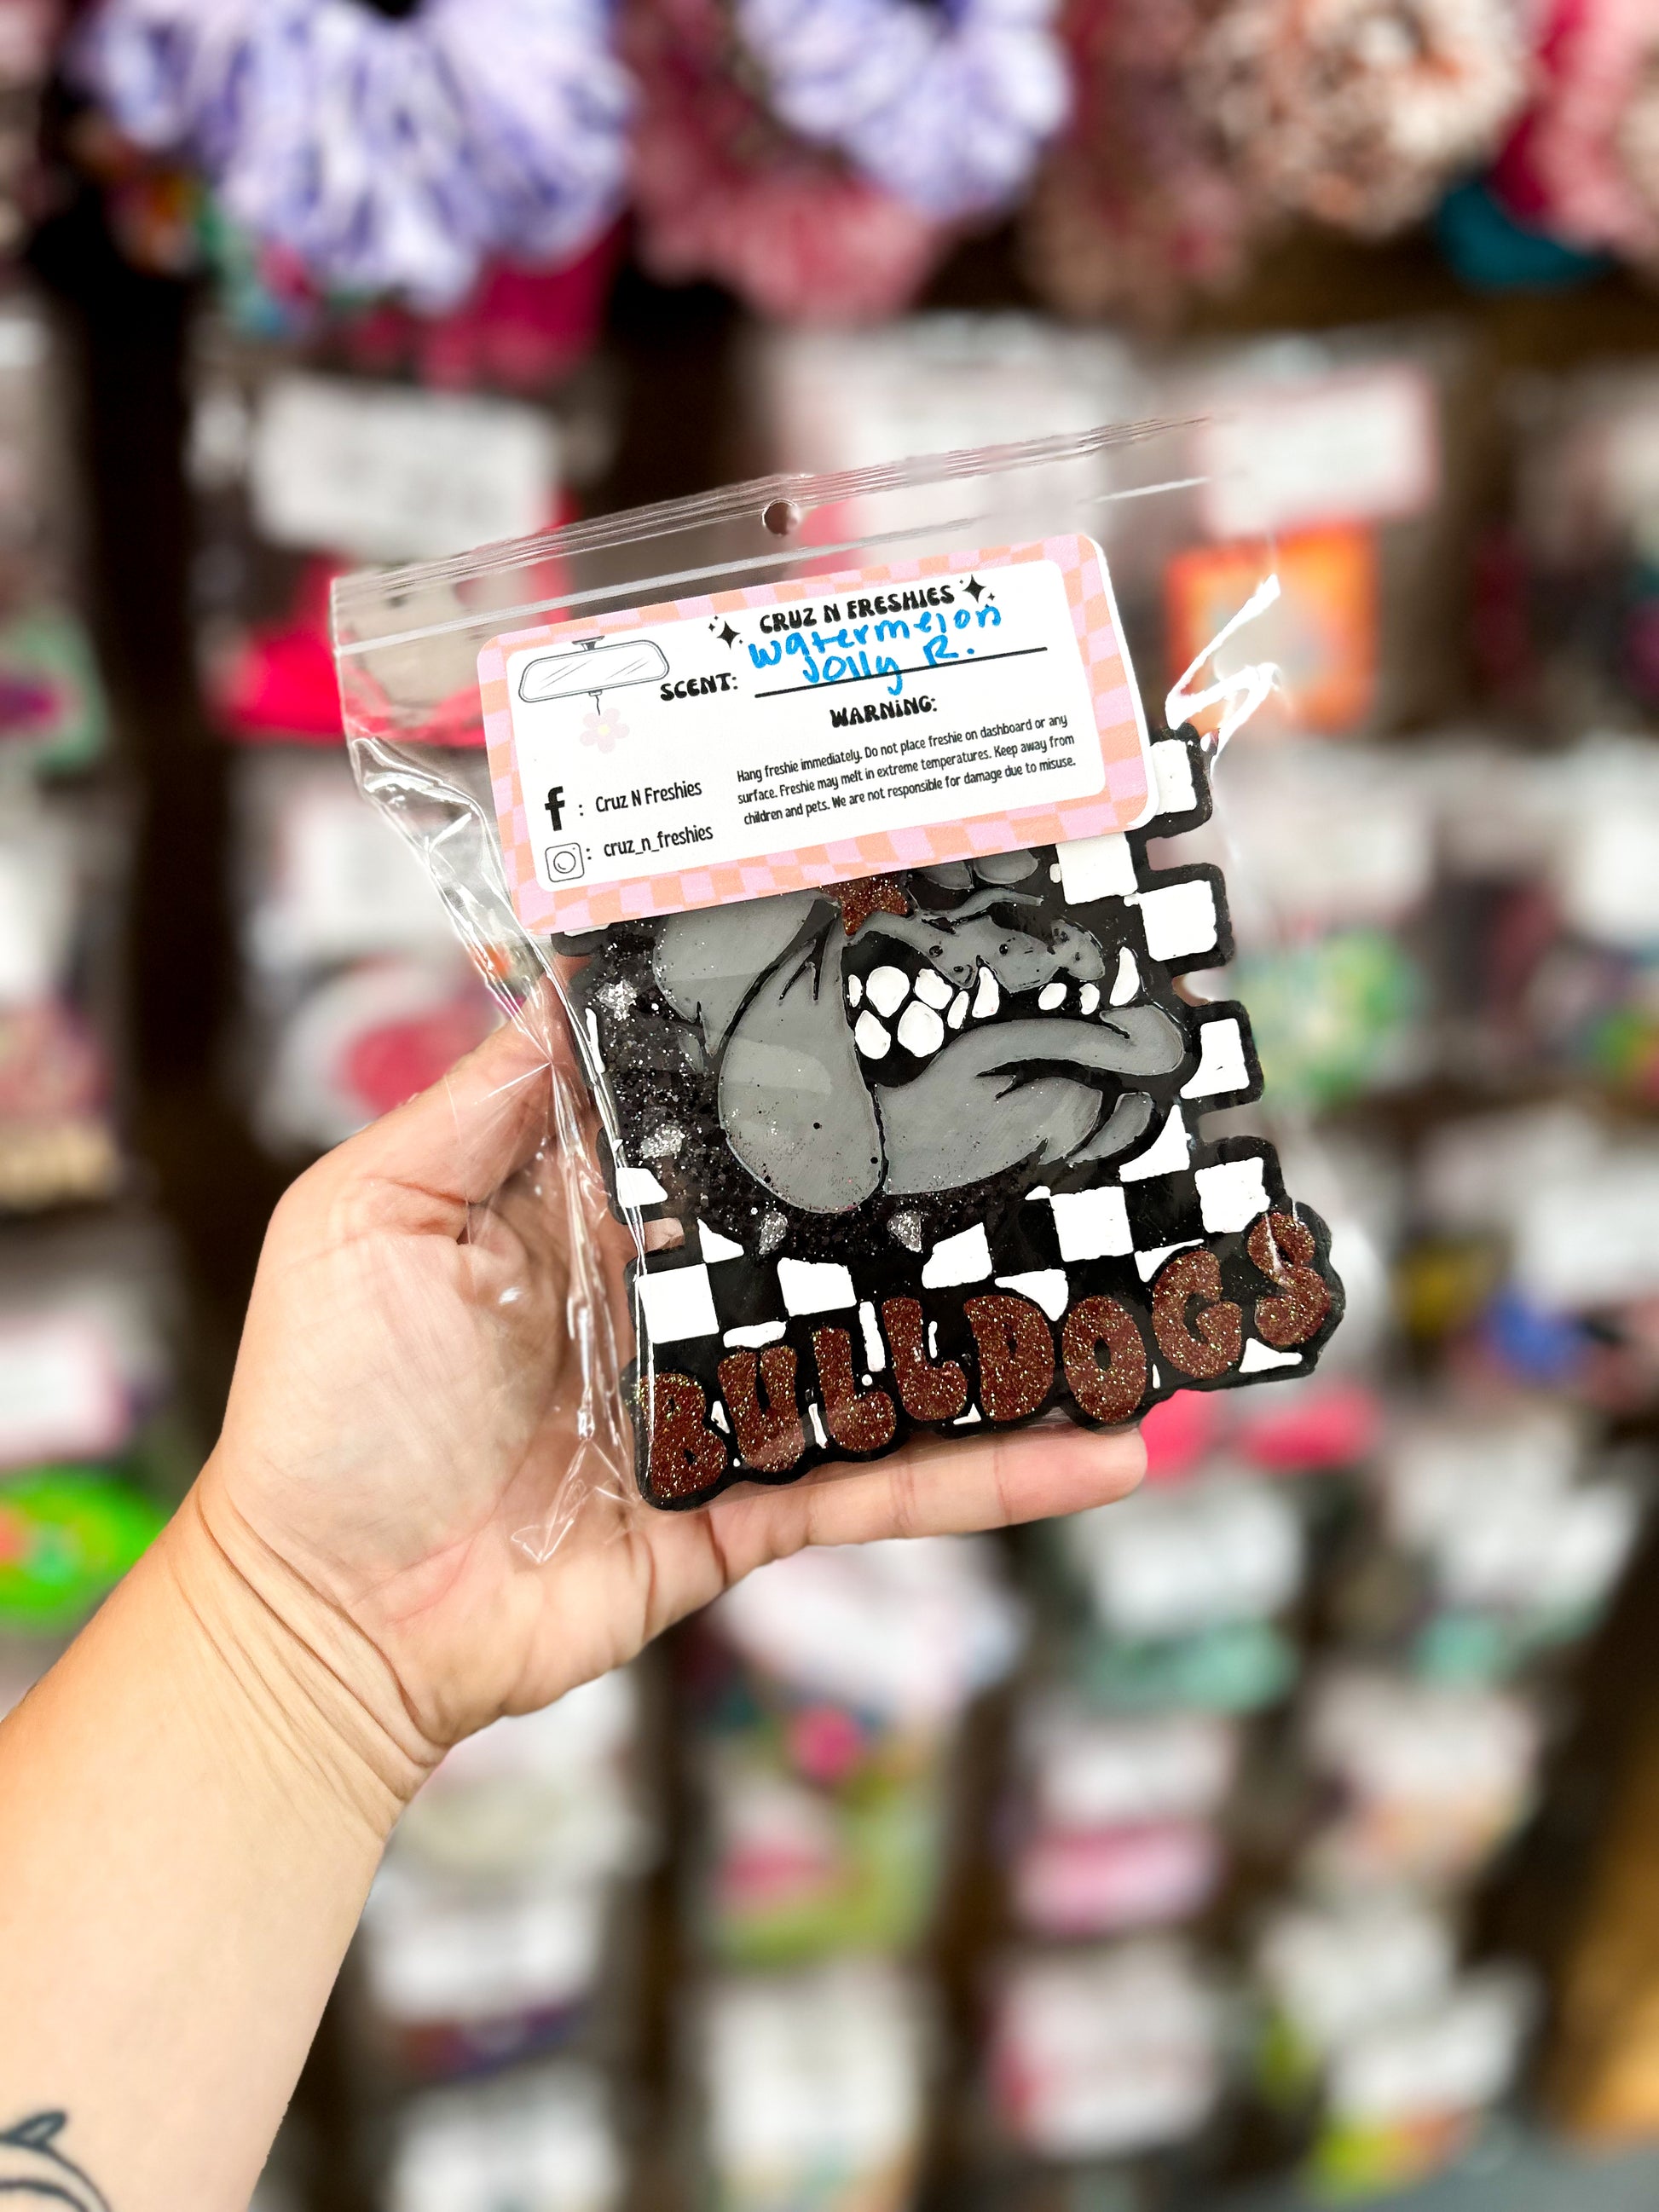 CRUZ N FRESHIES
watermelon
Jolly R.
SCENT:
WARNING:
Hang freshie immediately. Do not place freshie on dashboard or any
surface. Freshie may melt in extreme temperatures. Keep away from
children and pets. We are not responsible for damage due to misuse.
f : Cruz N Freshies
: cruz_n_freshies
BULLDOGS